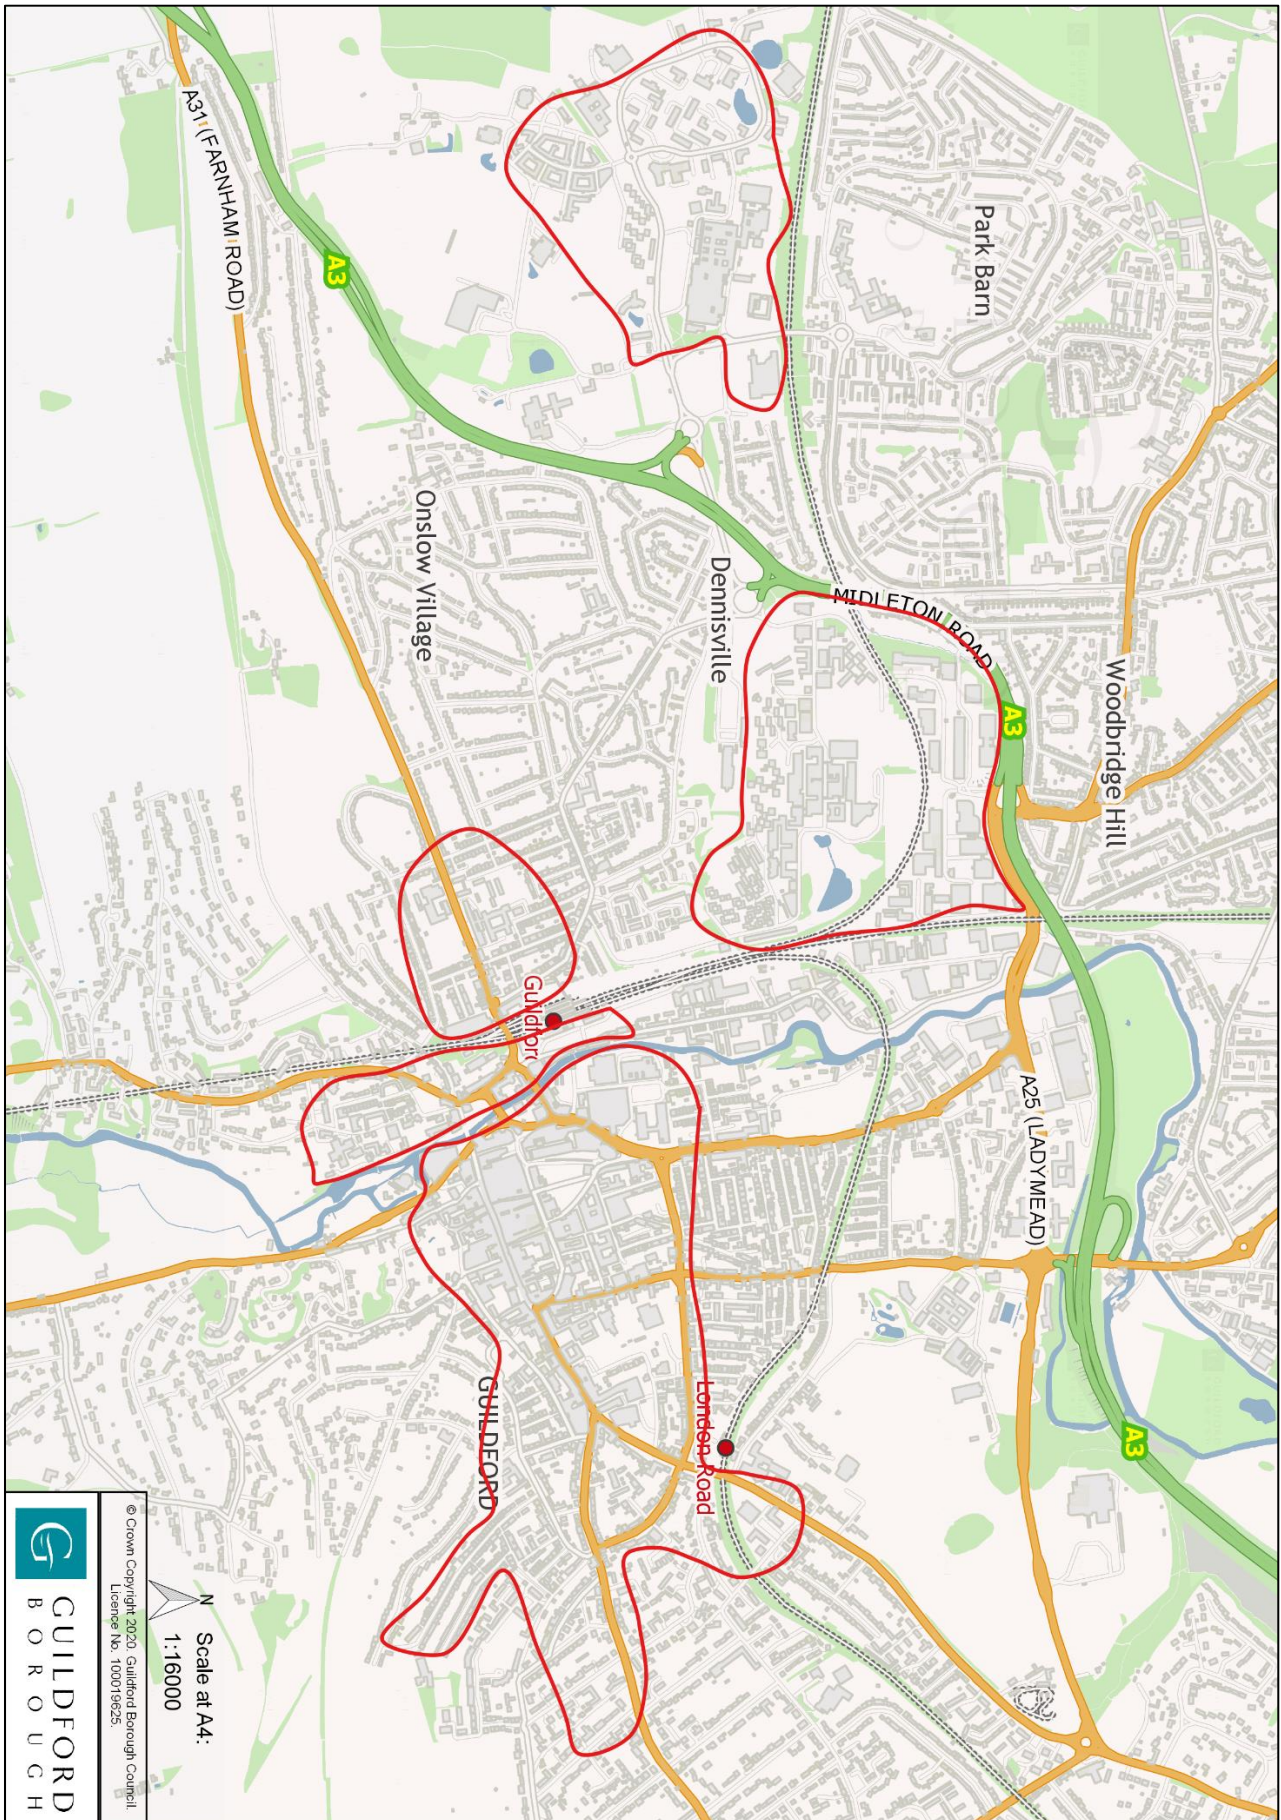 Park Barn
Woodbridge Hill
A31 (FARNHAM ROAD)
A3
MIDLETON ROAD
A3
Dennisville
Onslow Village
Guildfor
A25 (LADYMEAD)
A3
London Road
GUILDFORD
N
Scale at A4:
1:16000
© Crown Copyright 2020. Guildford Borough Council.
Licence No. 100019625.
G
GUILDFORD
BOROUGH